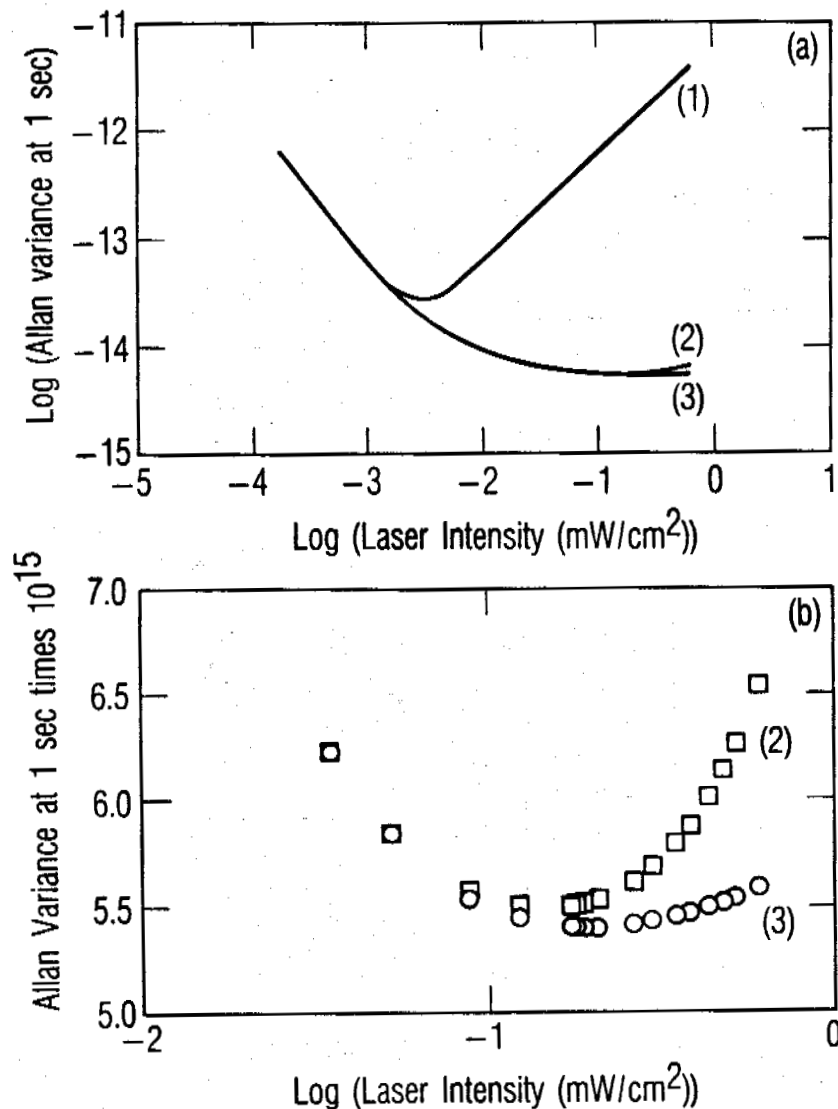 (a)
Log (Allan variance at 1 sec)
−11
−12
−13
−14
−15
(1)
(2)
(3)
−5 −4 −3 −2 −1 0 1
Log (Laser Intensity (mW/cm²))
(b)
Allan Variance at 1 sec times 10¹⁵
7.0
6.5
6.0
5.5
5.0
(2)
(3)
−2 −1 0
Log (Laser Intensity (mW/cm²))